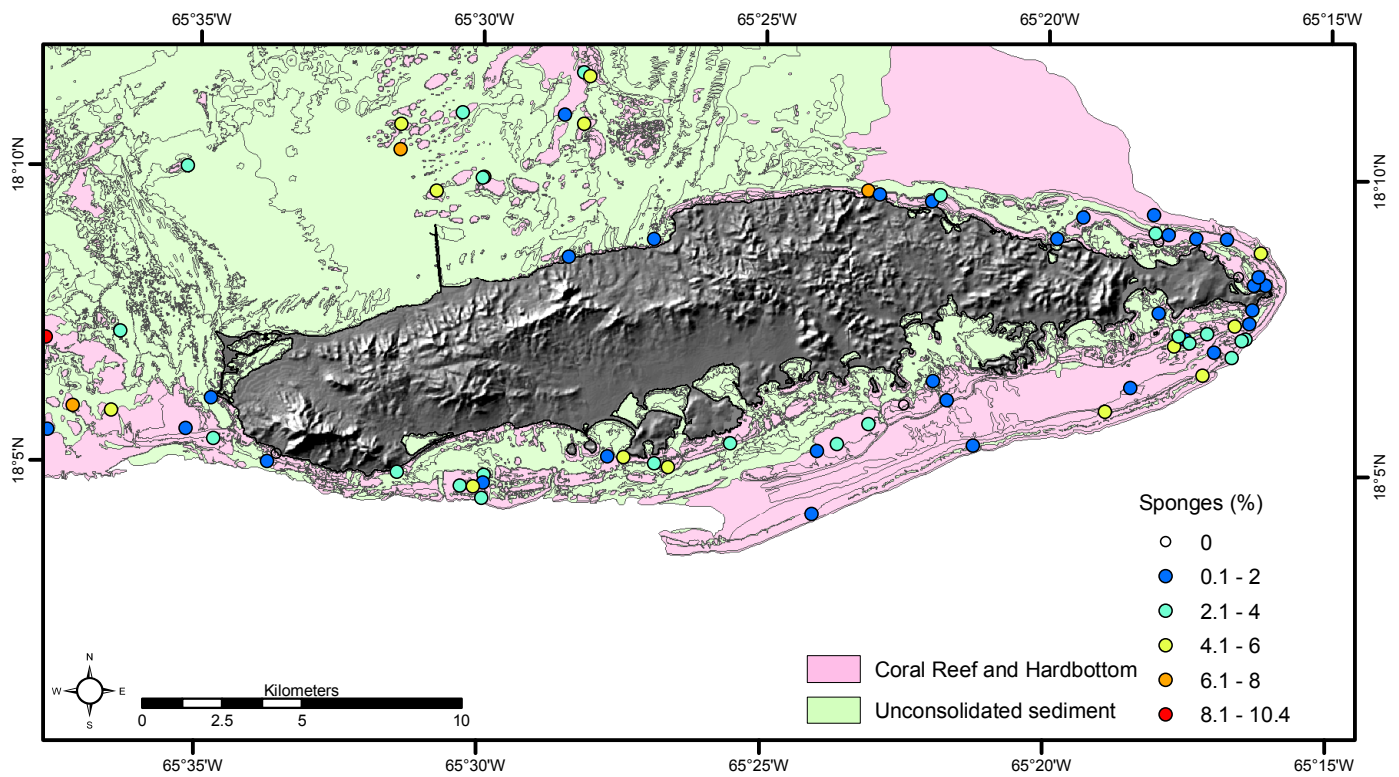 65°35'W 65°30'W 65°25'W 65°20'W 65°15'W
18°10'N 18°10'N
18°5'N 18°5'N
Sponges (%)
0
0.1 - 2
2.1 - 4
4.1 - 6
6.1 - 8
8.1 - 10.4
Coral Reef and Hardbottom
Unconsolidated sediment
N
W E
S
Kilometers
0 2.5 5 10
65°35'W 65°30'W 65°25'W 65°20'W 65°15'W